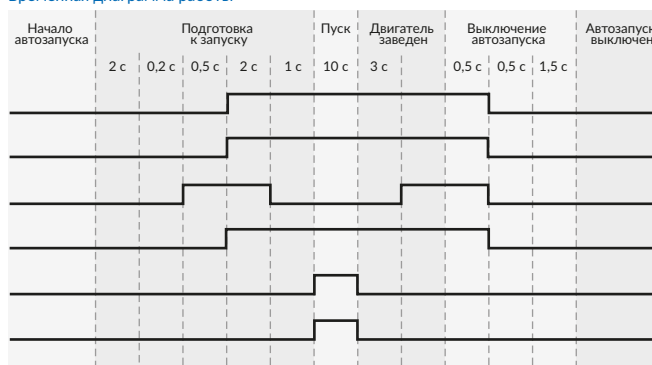 Начало автозапуска
Подготовка к запуску
Пуск
Двигатель заведен
Выключение автозапуска
2 с 0,2 с 0,5 с 2 с 1 с 10 с 3 с 0,5 с 0,5 с 1,5 с